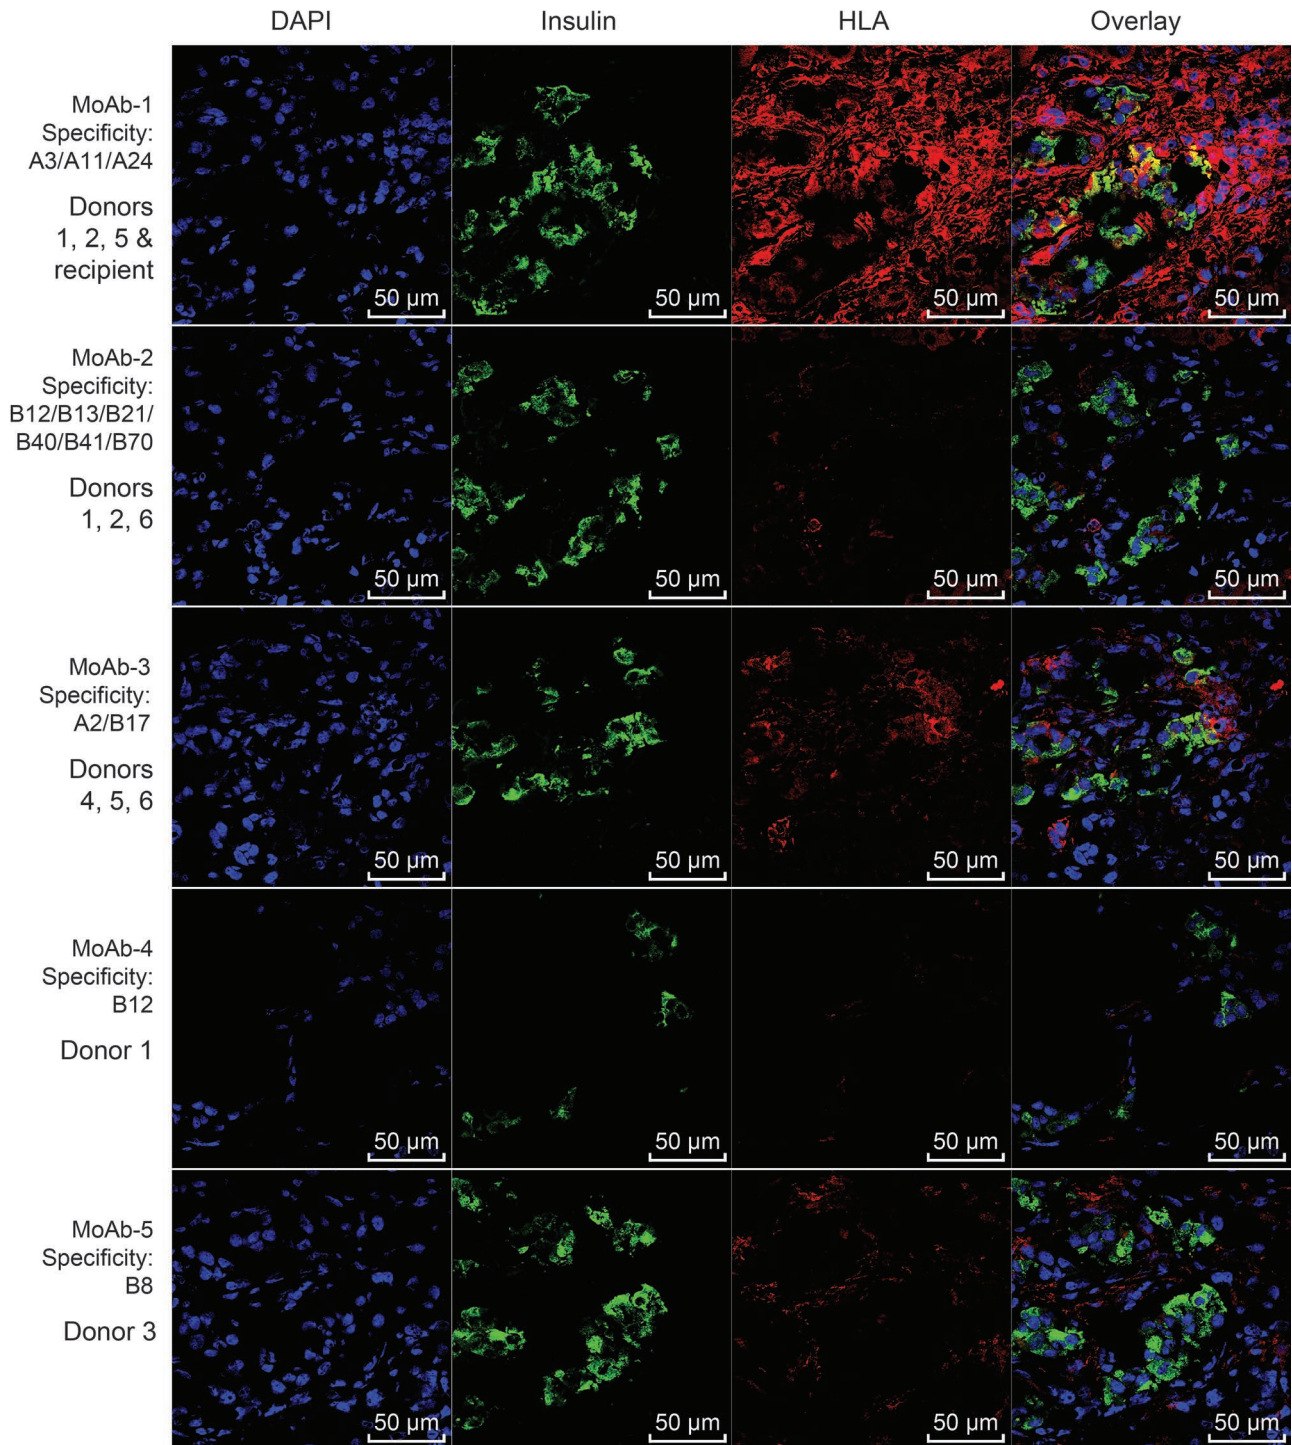 DAPI Insulin HLA Overlay
MoAb-1
Specificity:
A3/A11/A24
Donors
1, 2, 5 &
recipient
50 µm 50 µm 50 µm 50 µm
MoAb-2
Specificity:
B12/B13/B21/
B40/B41/B70
Donors
1, 2, 6
50 µm 50 µm 50 µm 50 µm
MoAb-3
Specificity:
A2/B17
Donors
4, 5, 6
50 µm 50 µm 50 µm 50 µm
MoAb-4
Specificity:
B12
Donor 1
50 µm 50 µm 50 µm 50 µm
MoAb-5
Specificity:
B8
Donor 3
50 µm 50 µm 50 µm 50 µm